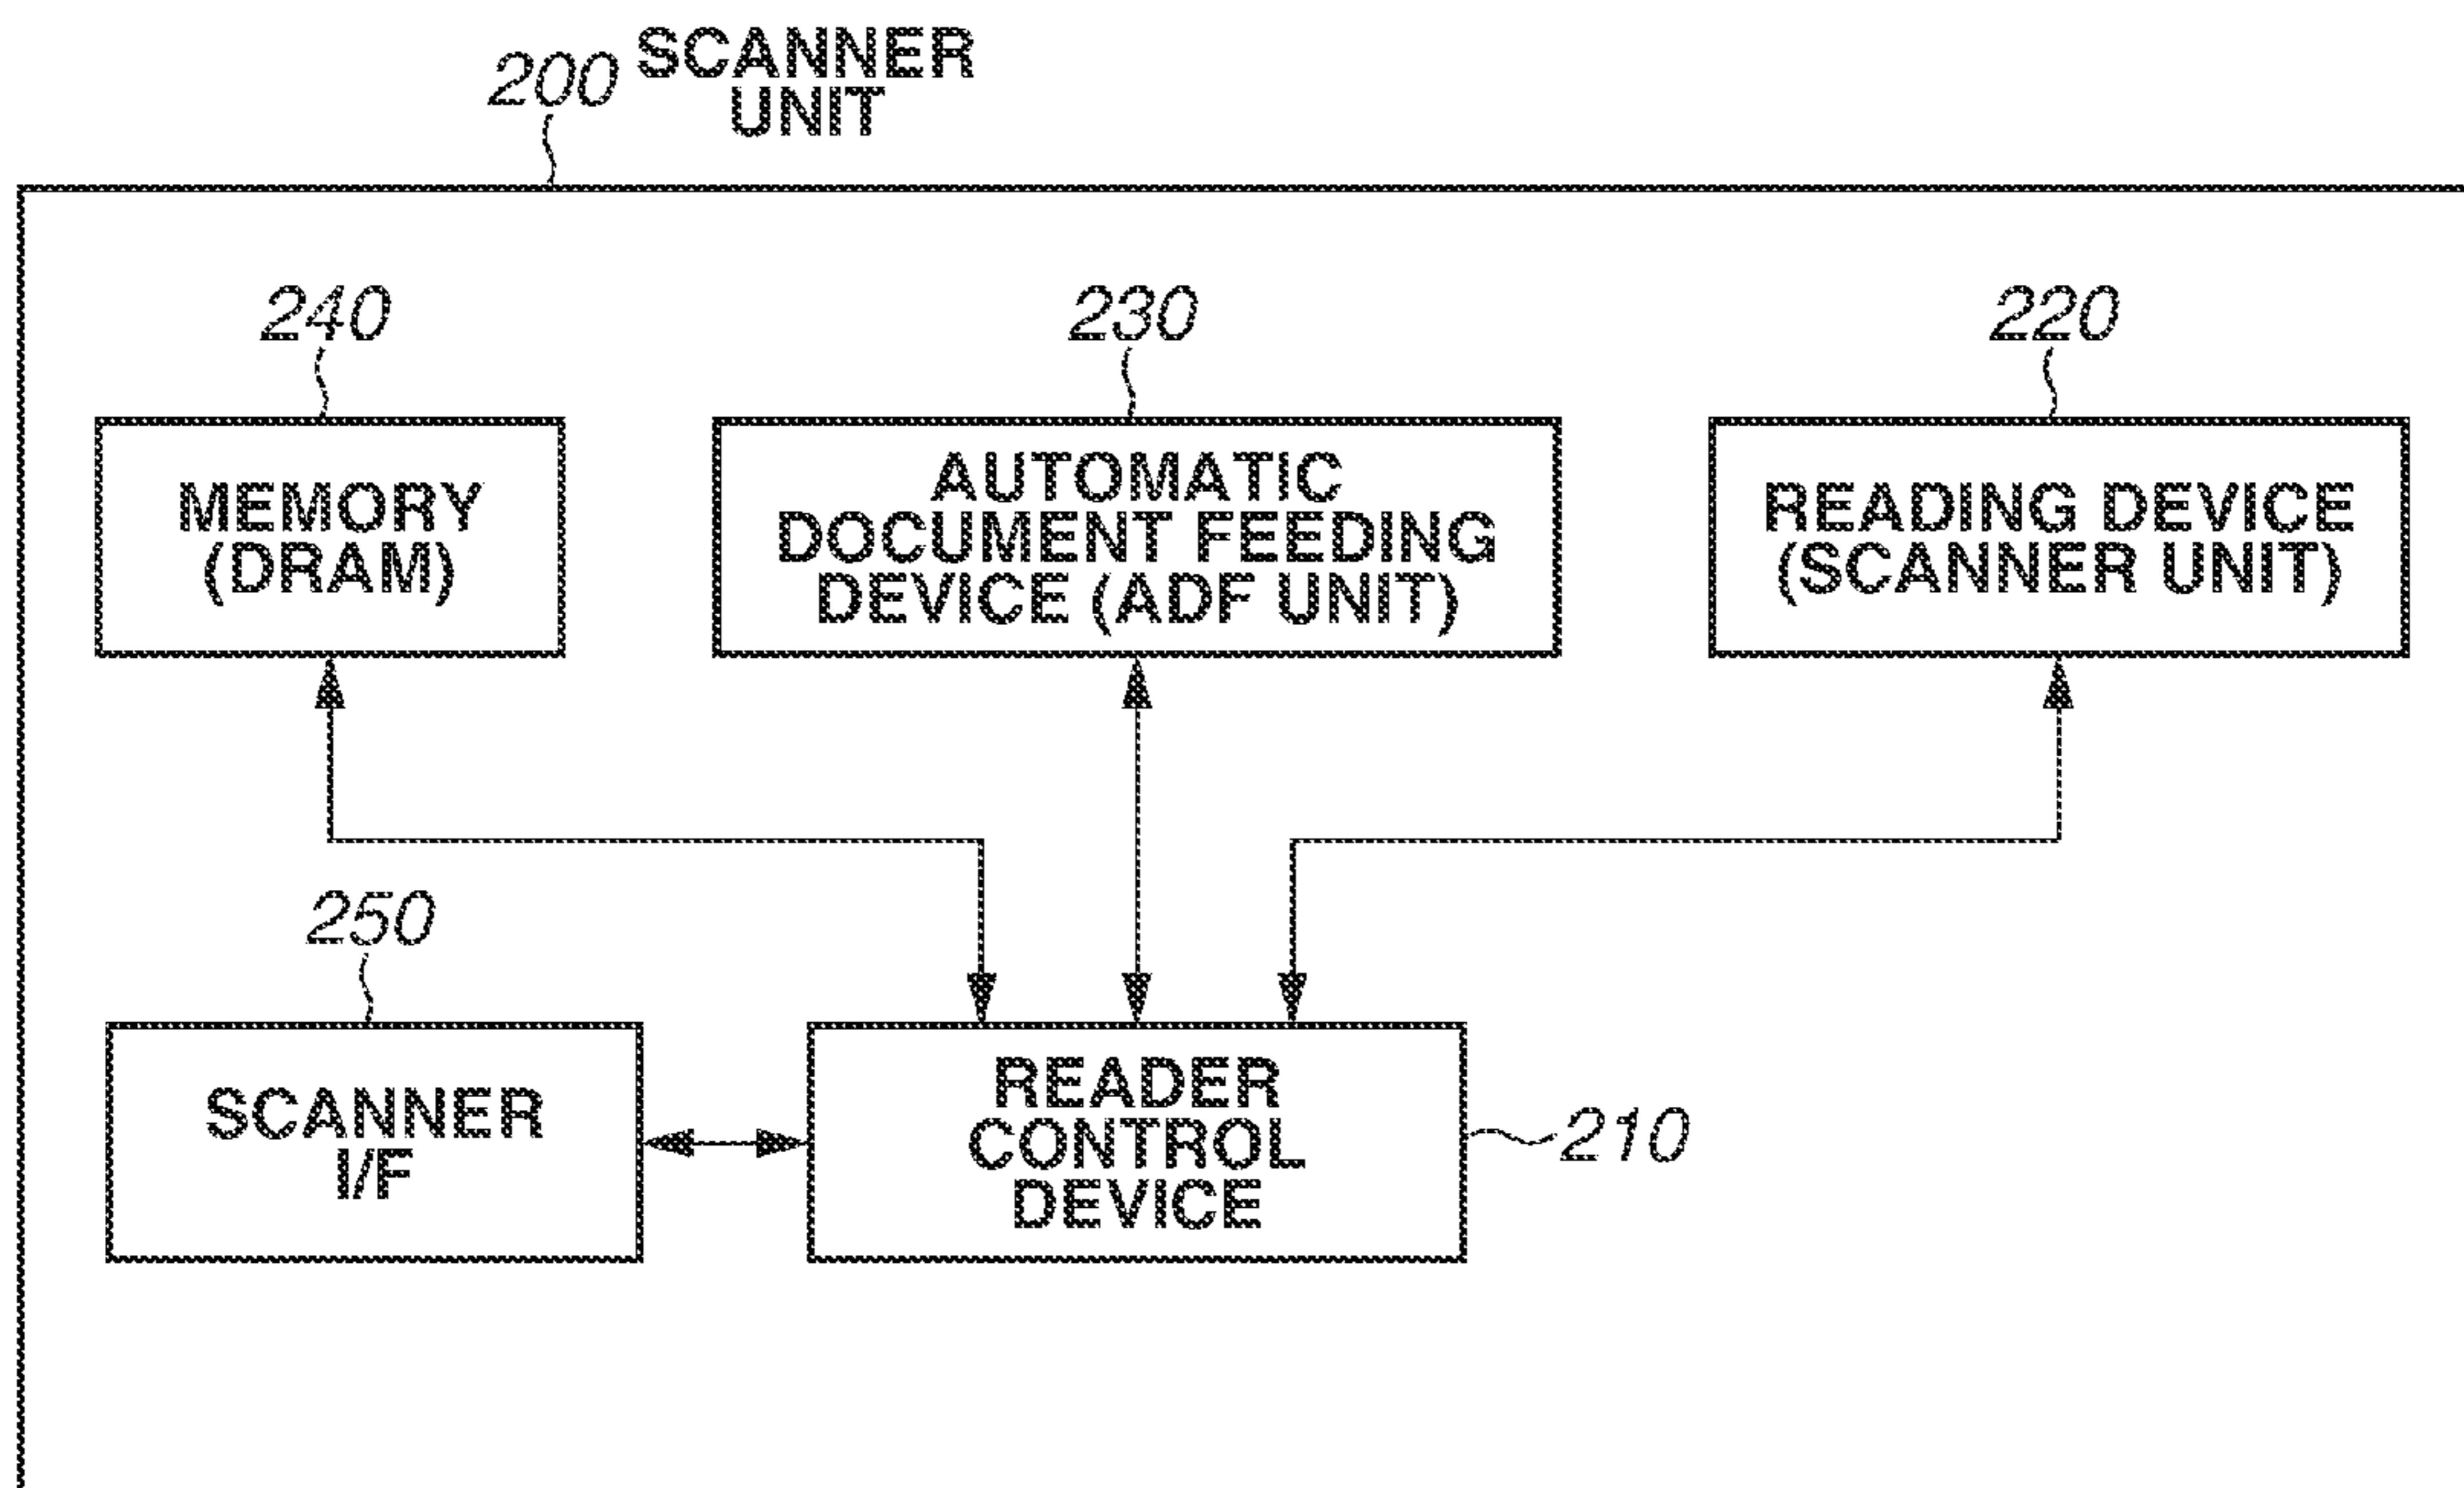 200 SCANNER
UNIT
240
230
220
MEMORY
(DRAM)
AUTOMATIC
DOCUMENT FEEDING
DEVICE (ADF UNIT)
READING DEVICE
(SCANNER UNIT)
250
SCANNER
I/F
READER
CONTROL
DEVICE
210